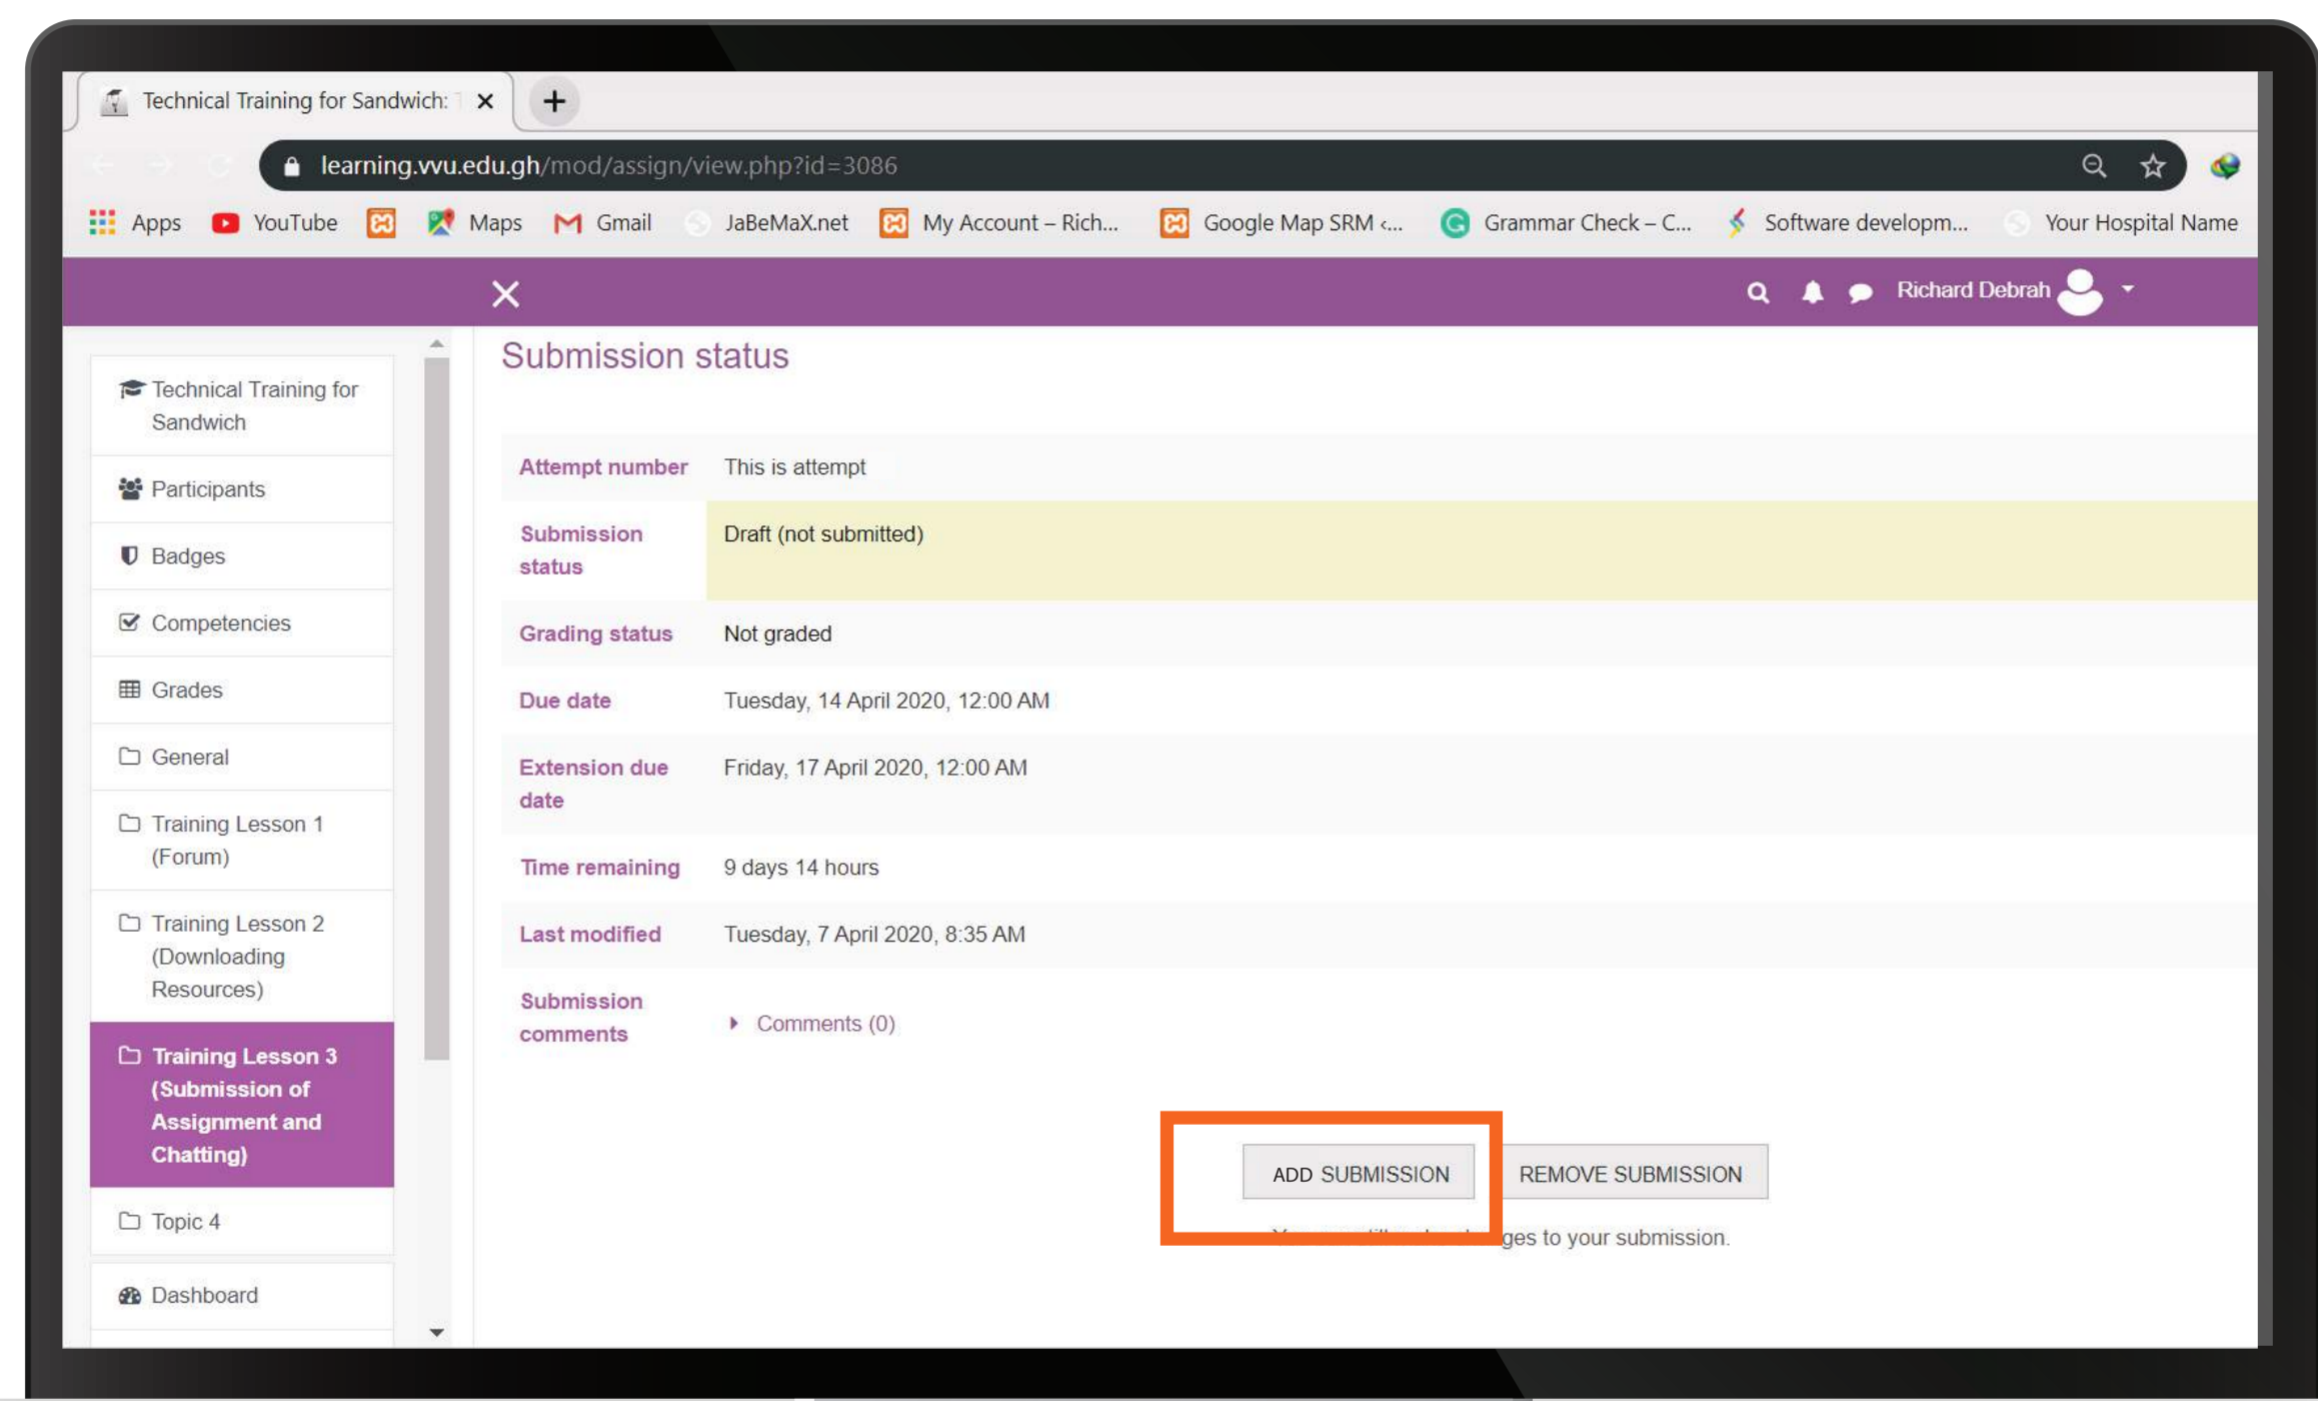 Technical Training for Sandwich:
learning.vvu.edu.gh/mod/assign/view.php?id=3086
Apps YouTube Maps Gmail JaBeMaX.net My Account – Rich... Google Map SRM ‹... Grammar Check – C... Software developm... Your Hospital Name
Richard Debrah
Technical Training for
Sandwich
Participants
Badges
Competencies
Grades
General
Training Lesson 1
(Forum)
Training Lesson 2
(Downloading
Resources)
Training Lesson 3
(Submission of
Assignment and
Chatting)
Topic 4
Dashboard
Submission status
Attempt number This is attempt
Submission
status
Draft (not submitted)
Grading status Not graded
Due date Tuesday, 14 April 2020, 12:00 AM
Extension due
date
Friday, 17 April 2020, 12:00 AM
Time remaining 9 days 14 hours
Last modified Tuesday, 7 April 2020, 8:35 AM
Submission
comments
Comments (0)
ADD SUBMISSION REMOVE SUBMISSION
to your submission.